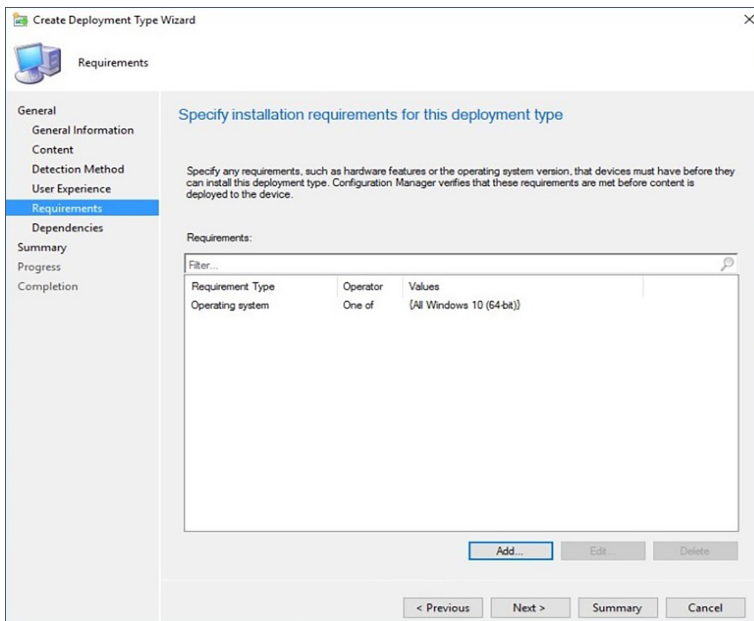 Create Deployment Type Wizard
Requirements
General
General Information
Content
Detection Method
User Experience
Requirements
Dependencies
Summary
Progress
Completion
Specify installation requirements for this deployment type
Specify any requirements, such as hardware features or the operating system version, that devices must have before they
can install this deployment type. Configuration Manager verifies that these requirements are met before content is
deployed to the device.
Requirements:
Filter...
Requirement Type Operator Values
Operating system One of {All Windows 10 (64-bit)}
Add... Edit... Delete
< Previous Next > Summary Cancel